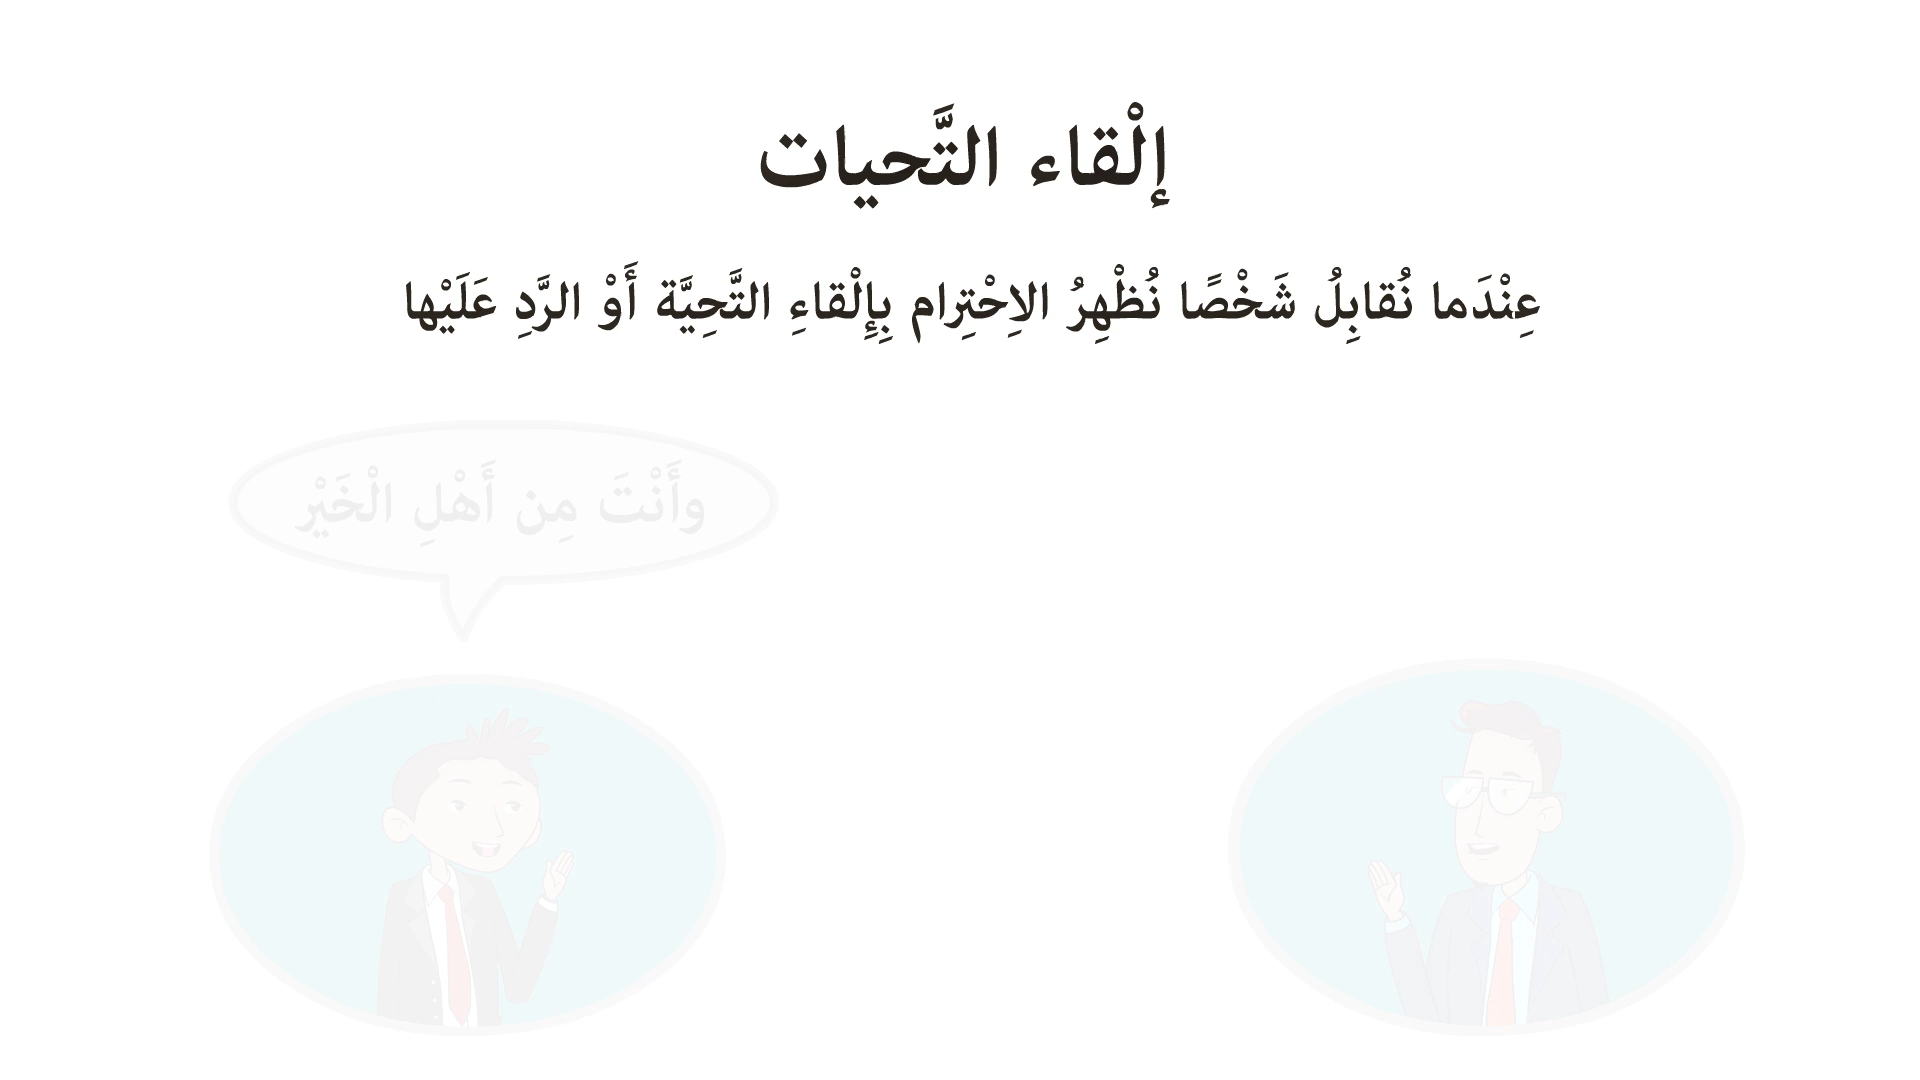 إلْقاء التَّحيات
عِنْدَما نُقابِلُ شَخْصًا نُظْهِرُ الاِحْتِرام بِإِلْقاءِ التَّحِيَّة أَوْ الرَّدِ عَلَيْها
وأَنْتَ مِن أَهْلِ الْخَيْر